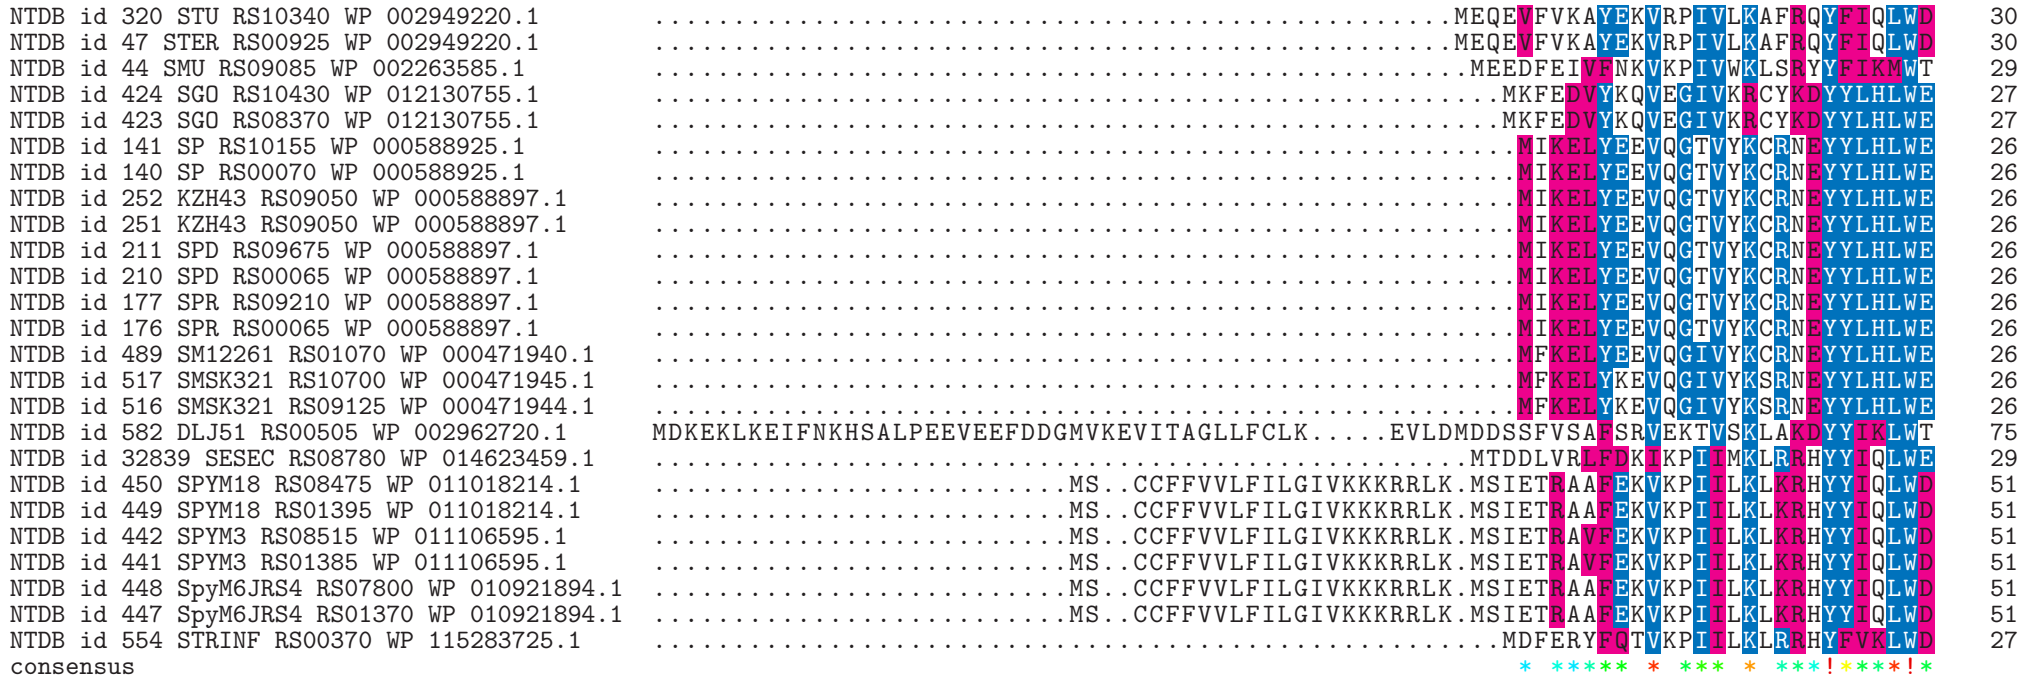 NTDB id 320 STU RS10340 WP 002949220.1 ..................................................MEQEVFVKAYEKVRPIVLKAFRQYFIQLWD 30
NTDB id 47 STER RS00925 WP 002949220.1 ..................................................MEQEVFVKAYEKVRPIVLKAFRQYFIQLWD 30
NTDB id 44 SMU RS09085 WP 002263585.1 ...................................................MEEDFEIVFNKVKPIVWKLSRYYFIKMWT 29
NTDB id 424 SGO RS10430 WP 012130755.1 .....................................................MKFEDVYKQVEGIVKRCYKDYYLHLWE 27
NTDB id 423 SGO RS08370 WP 012130755.1 .....................................................MKFEDVYKQVEGIVKRCYKDYYLHLWE 27
NTDB id 141 SP RS10155 WP 000588925.1 ......................................................MIKELYEEVQGTVYKCRNEYYLHLWE 26
NTDB id 140 SP RS00070 WP 000588925.1 ......................................................MIKELYEEVQGTVYKCRNEYYLHLWE 26
NTDB id 252 KZH43 RS09050 WP 000588897.1 ......................................................MIKELYEEVQGTVYKCRNEYYLHLWE 26
NTDB id 251 KZH43 RS09050 WP 000588897.1 ......................................................MIKELYEEVQGTVYKCRNEYYLHLWE 26
NTDB id 211 SPD RS09675 WP 000588897.1 ......................................................MIKELYEEVQGTVYKCRNEYYLHLWE 26
NTDB id 210 SPD RS00065 WP 000588897.1 ......................................................MIKELYEEVQGTVYKCRNEYYLHLWE 26
NTDB id 177 SPR RS09210 WP 000588897.1 ......................................................MIKELYEEVQGTVYKCRNEYYLHLWE 26
NTDB id 176 SPR RS00065 WP 000588897.1 ......................................................MIKELYEEVQGTVYKCRNEYYLHLWE 26
NTDB id 489 SM12261 RS01070 WP 000471940.1 ......................................................MFKELYEEVQGIVYKCRNEYYLHLWE 26
NTDB id 517 SMSK321 RS10700 WP 000471945.1 ......................................................MFKELYKEVQGIVYKSRNEYYLHLWE 26
NTDB id 516 SMSK321 RS09125 WP 000471944.1 ......................................................MFKELYKEVQGIVYKSRNEYYLHLWE 26
NTDB id 582 DLJ51 RS00505 WP 002962720.1 MDKEKLKEIFNKHSALPEEVEEFDDGMVKEVITAGLLFCLK.....EVLDMDDSSFVSAFSRVEKTVSKLAKDYYIKLWT 75
NTDB id 32839 SESEC RS08780 WP 014623459.1 ...................................................MTDDLVRLFDKIKPIIMKLRRHYYIQLWE 29
NTDB id 450 SPYM18 RS08475 WP 011018214.1 ..........................MS..CCFFVVLFILGIVKKKRRLK.MSIETRAAFEKVKPIILKLKRHYYIQLWD 51
NTDB id 449 SPYM18 RS01395 WP 011018214.1 ..........................MS..CCFFVVLFILGIVKKKRRLK.MSIETRAAFEKVKPIILKLKRHYYIQLWD 51
NTDB id 442 SPYM3 RS08515 WP 011106595.1 ..........................MS..CCFFVVLFILGIVKKKRRLK.MSIETRAVFEKVKPIILKLKRHYYIQLWD 51
NTDB id 441 SPYM3 RS01385 WP 011106595.1 ..........................MS..CCFFVVLFILGIVKKKRRLK.MSIETRAVFEKVKPIILKLKRHYYIQLWD 51
NTDB id 448 SpyM6JRS4 RS07800 WP 010921894.1 ..........................MS..CCFFVVLFILGIVKKKRRLK.MSIETRAAFEKVKPIILKLKRHYYIQLWD 51
NTDB id 447 SpyM6JRS4 RS01370 WP 010921894.1 ..........................MS..CCFFVVLFILGIVKKKRRLK.MSIETRAAFEKVKPIILKLKRHYYIQLWD 51
NTDB id 554 STRINF RS00370 WP 115283725.1 .....................................................MDFERYFQTVKPIILKLRRHYFVKLWD 27
consensus * ***** * *** * ***!****!*